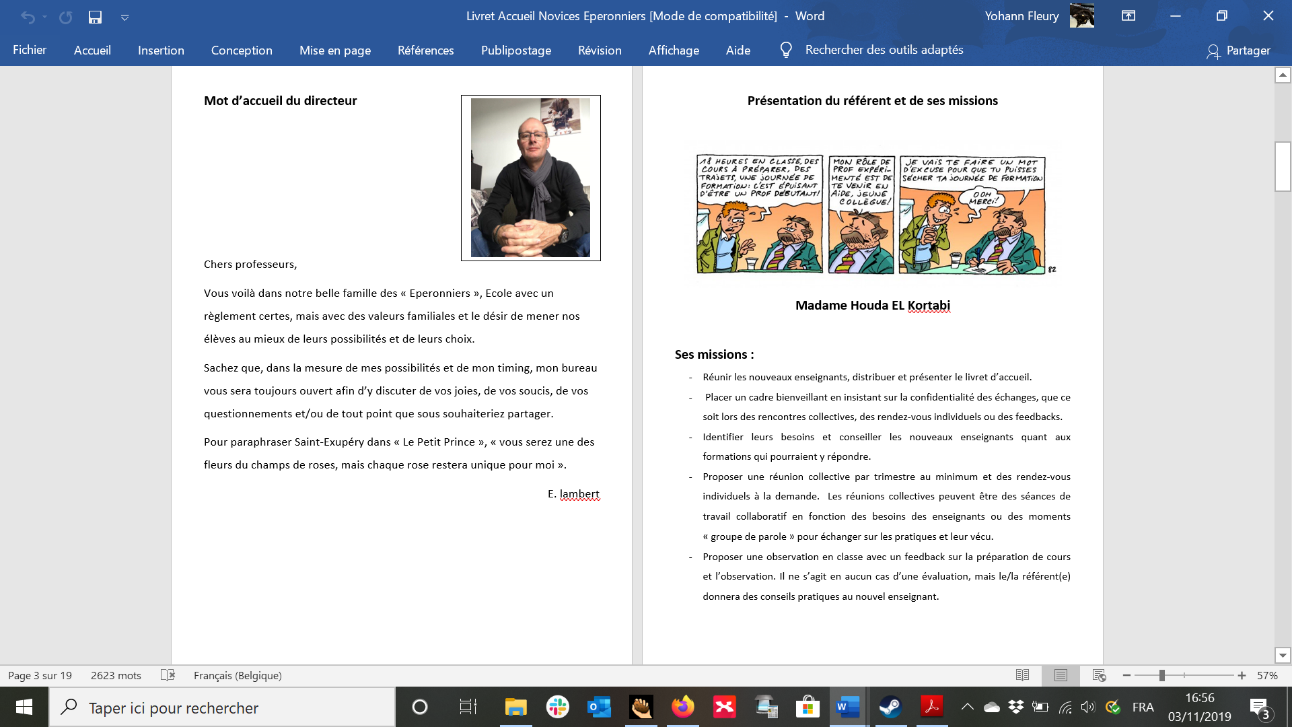 Livret Accueil Novices Eperonniers [Mode de compatibilité] - Word
Yohann Fleury
Fichier Accueil Insertion Conception Mise en page Références Publipostage Révision Affichage Aide Rechercher des outils adaptés Partager
Mot d’accueil du directeur
Chers professeurs,
Vous voilà dans notre belle famille des « Eperonniers », Ecole avec un
règlement certes, mais avec des valeurs familiales et le désir de mener nos
élèves au mieux de leurs possibilités et de leurs choix.
Sachez que, dans la mesure de mes possibilités et de mon timing, mon bureau
vous sera toujours ouvert afin d’y discuter de vos joies, de vos soucis, de vos
questionnements et/ou de tout point que sous souhaiteriez partager.
Pour paraphraser Saint-Exupéry dans « Le Petit Prince », « vous serez une des
fleurs du champs de roses, mais chaque rose restera unique pour moi ».
E. lambert
Présentation du référent et de ses missions
18 HEURES EN CLASSE, DES
COURS À PRÉPARER, DES
TRAJETS, UNE JOURNÉE DE
FORMATION : C'EST ÉPUISANT
D'ÊTRE UN PROF DÉBUTANT!
MON RÔLE DE
PROF EXPÉRI-
MENTÉ EST DE
TE VENIR EN
AIDE, JEUNE
COLLÈGUE!
JE VAIS TE FAIRE UN MOT
D'EXCUSE POUR QUE TU PUISSES
SÉCHER TA JOURNÉE DE FORMATION
OOH
MERCI!
82
Madame Houda EL Kortabi
Ses missions :
- Réunir les nouveaux enseignants, distribuer et présenter le livret d’accueil.
- Placer un cadre bienveillant en insistant sur la confidentialité des échanges, que ce
soit lors des rencontres collectives, des rendez-vous individuels ou des feedbacks.
- Identifier leurs besoins et conseiller les nouveaux enseignants quant aux
formations qui pourraient y répondre.
- Proposer une réunion collective par trimestre au minimum et des rendez-vous
individuels à la demande. Les réunions collectives peuvent être des séances de
travail collaboratif en fonction des besoins des enseignants ou des moments
« groupe de parole » pour échanger sur les pratiques et leur vécu.
- Proposer une observation en classe avec un feedback sur la préparation de cours
et l’observation. Il ne s’agit en aucun cas d’une évaluation, mais le/la référent(e)
donnera des conseils pratiques au nouvel enseignant.
Page 3 sur 19 2623 mots Français (Belgique) 57%
Taper ici pour rechercher
FRA
16:56
03/11/2019
3